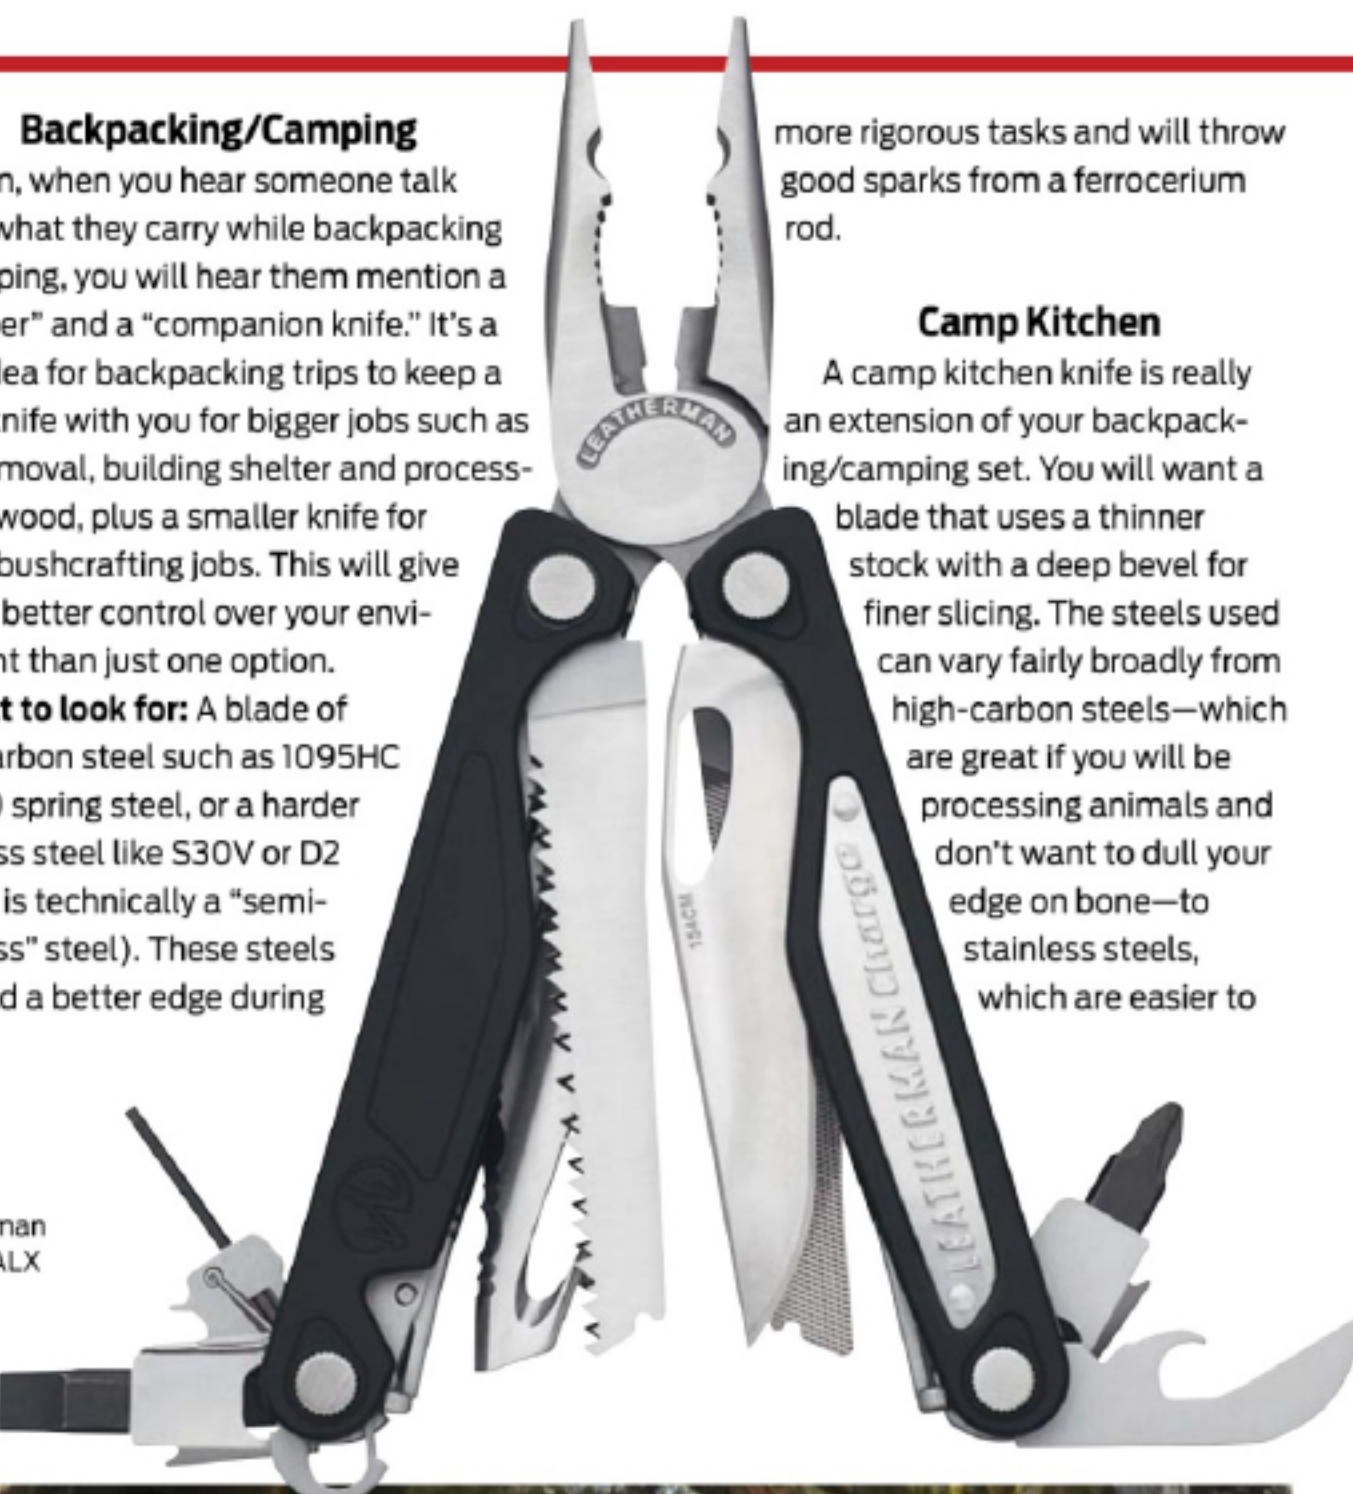 Backpacking/Camping
n, when you hear someone talk
what they carry while backpacking
ping, you will hear them mention a
er” and a “companion knife.” It’s a
dea for backpacking trips to keep a
knife with you for bigger jobs such as
moval, building shelter and process-
wood, plus a smaller knife for
bushcrafting jobs. This will give
better control over your envi-
nt than just one option.
t to look for: A blade of
arbon steel such as 1095HC
) spring steel, or a harder
ss steel like S30V or D2
is technically a “semi-
ss” steel). These steels
d a better edge during
man
ALX
LEATHERMAN
154CM
LEATHERMAN Charge
more rigorous tasks and will throw
good sparks from a ferrocerium
rod.
Camp Kitchen
A camp kitchen knife is really
an extension of your backpack-
ing/camping set. You will want a
blade that uses a thinner
stock with a deep bevel for
finer slicing. The steels used
can vary fairly broadly from
high-carbon steels—which
are great if you will be
processing animals and
don’t want to dull your
edge on bone—to
stainless steels,
which are easier to